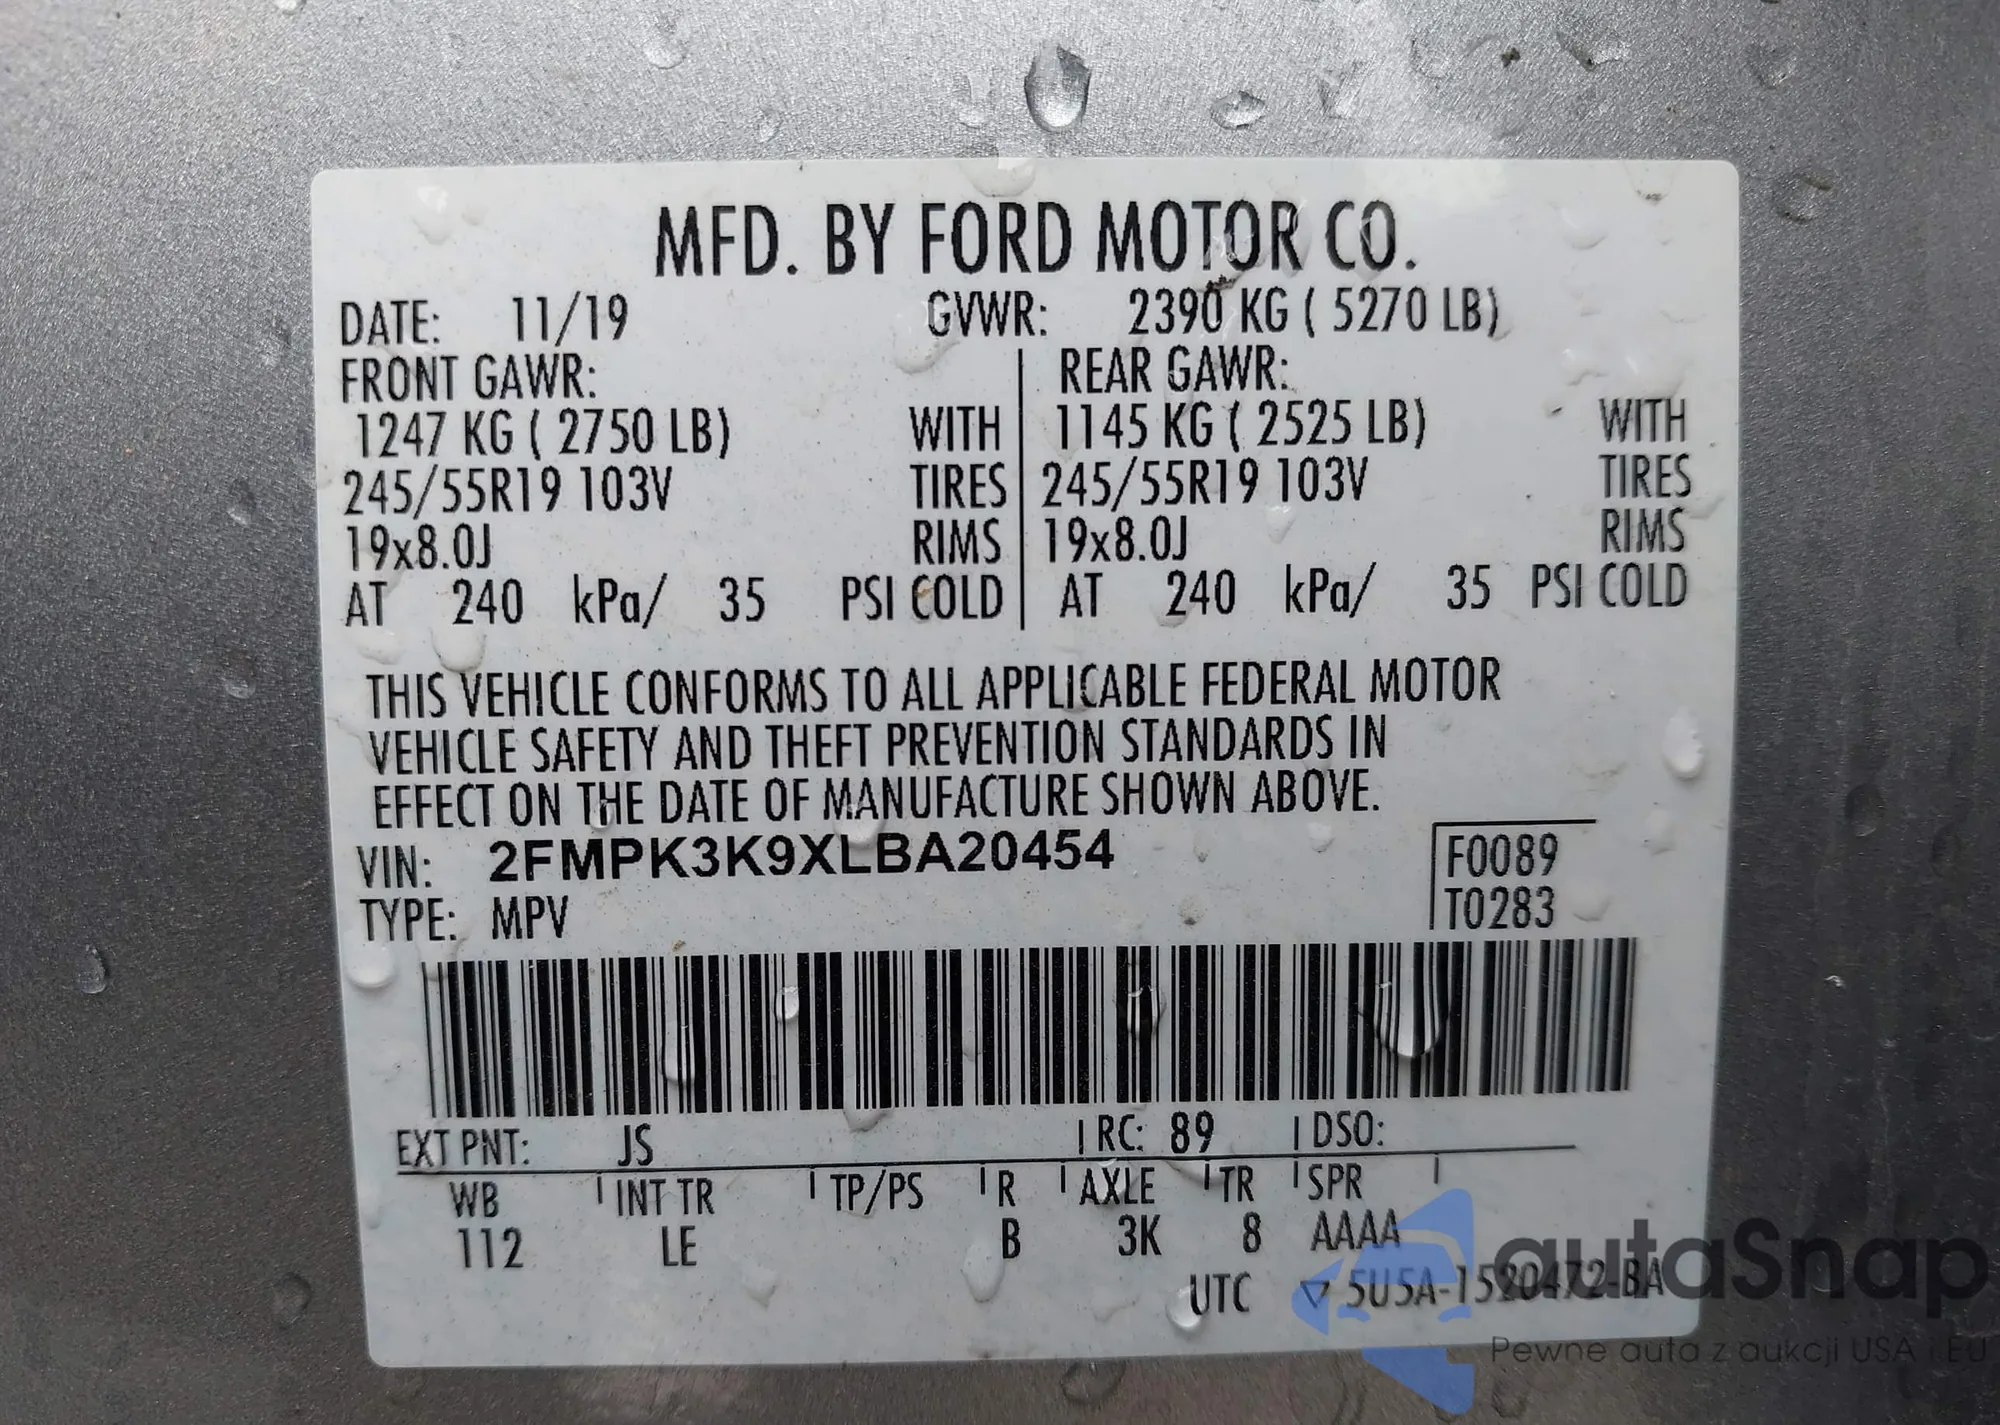 MFD. BY FORD MOTOR CO.
DATE: 11/19 GVWR: 2390 KG ( 5270 LB)
FRONT GAWR: REAR GAWR:
1247 KG ( 2750 LB) WITH 1145 KG ( 2525 LB) WITH
245/55R19 103V TIRES 245/55R19 103V TIRES
19x8.0J RIMS 19x8.0J RIMS
AT 240 kPa/ 35 PSI COLD AT 240 kPa/ 35 PSI COLD
THIS VEHICLE CONFORMS TO ALL APPLICABLE FEDERAL MOTOR
VEHICLE SAFETY AND THEFT PREVENTION STANDARDS IN
EFFECT ON THE DATE OF MANUFACTURE SHOWN ABOVE.
VIN: 2FMPK3K9XLBA20454 F0089
TYPE: MPV T0283
EXT PNT: JS RC: 89 DSO:
WB INT TR TP/PS R AXLE TR SPR
112 LE B 3K 8 AAAA
UTC ▽ 5U5A-1520472-BA
autaSnap
Pewne auta z aukcji USA i EU